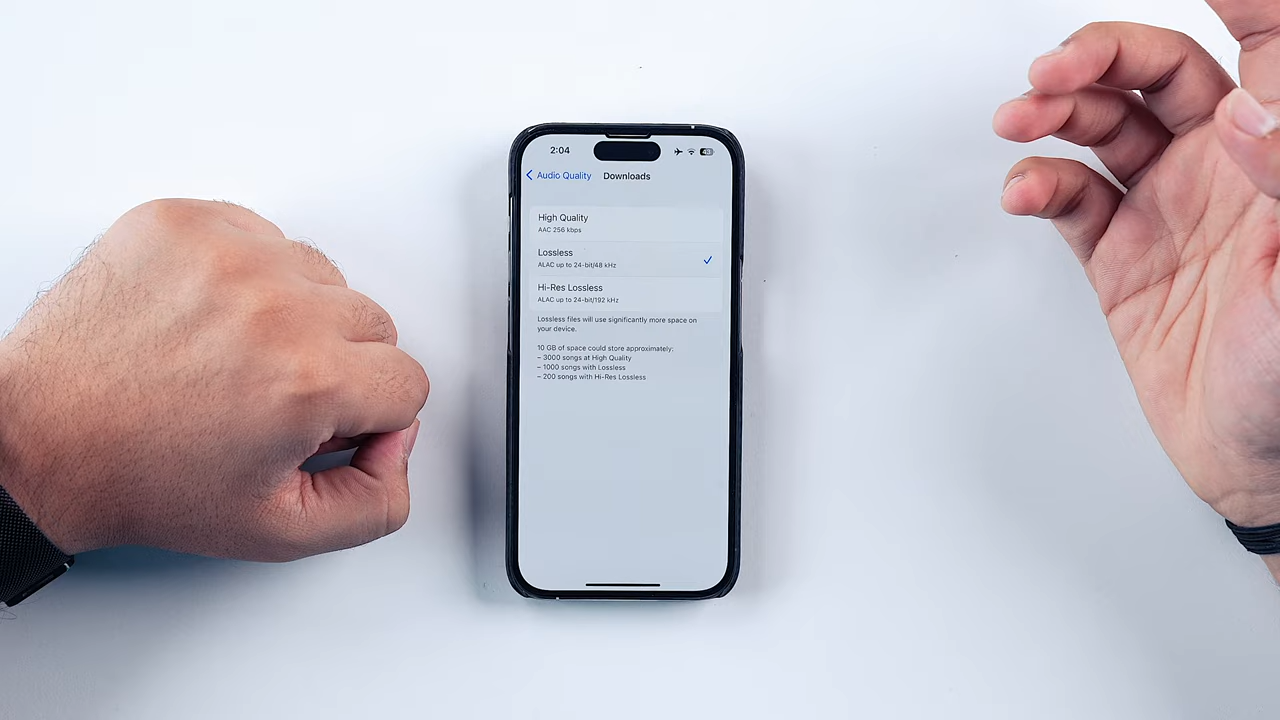 2:04
Audio Quality Downloads
High Quality
AAC 256 kbps
Lossless
ALAC up to 24-bit/48 kHz
Hi-Res Lossless
ALAC up to 24-bit/192 kHz
Lossless files will use significantly more space on
your device.
10 GB of space could store approximately:
– 3000 songs at High Quality
– 1000 songs with Lossless
– 200 songs with Hi-Res Lossless